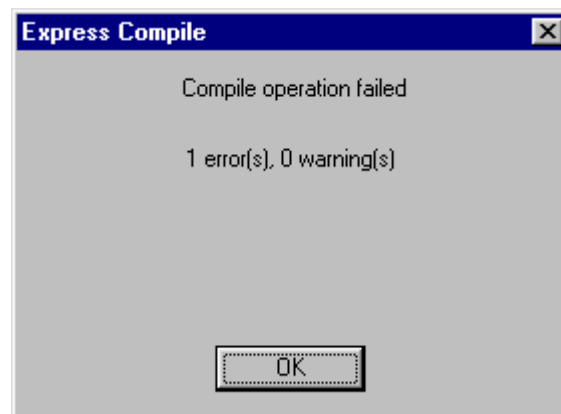 Express Compile
Compile operation failed
1 error(s), 0 warning(s)
OK